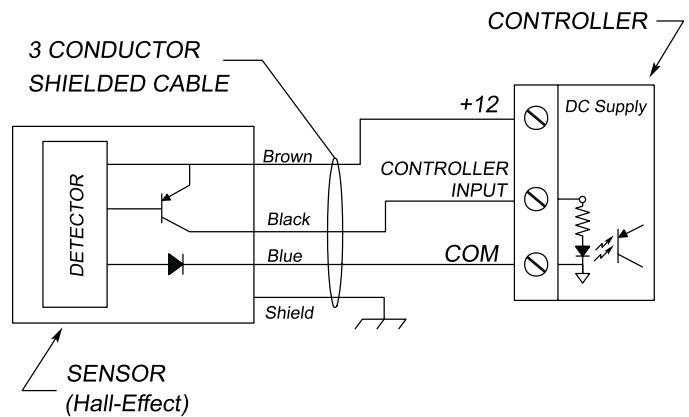 CONTROLLER
3 CONDUCTOR
SHIELDED CABLE
+12
DC Supply
Brown
CONTROLLER
INPUT
DETECTOR
Black
Blue
COM
Shield
SENSOR
(Hall-Effect)